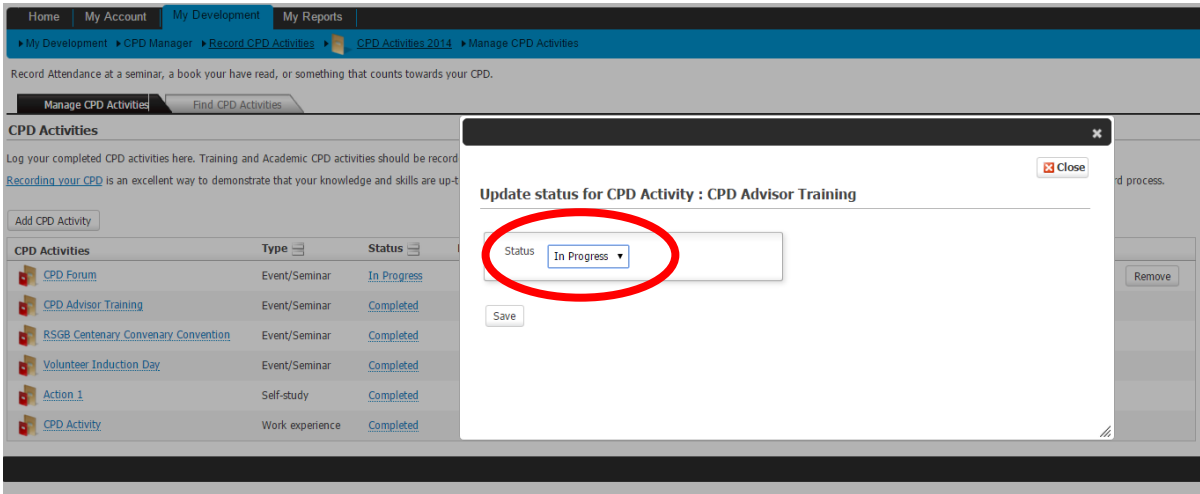 Home My Account My Development My Reports
My Development CPD Manager Record CPD Activities CPD Activities 2014 Manage CPD Activities
Record Attendance at a seminar, a book your have read, or something that counts towards your CPD.
Manage CPD Activities Find CPD Activities
CPD Activities
Log your completed CPD activities here. Training and Academic CPD activities should be record
Recording your CPD is an excellent way to demonstrate that your knowledge and skills are up-t
rd process.
Add CPD Activity
CPD Activities Type Status
CPD Forum Event/Seminar In Progress Remove
CPD Advisor Training Event/Seminar Completed
RSGB Centenary Convenary Convention Event/Seminar Completed
Volunteer Induction Day Event/Seminar Completed
Action 1 Self-study Completed
CPD Activity Work experience Completed
Close
Update status for CPD Activity : CPD Advisor Training
Status In Progress
Save